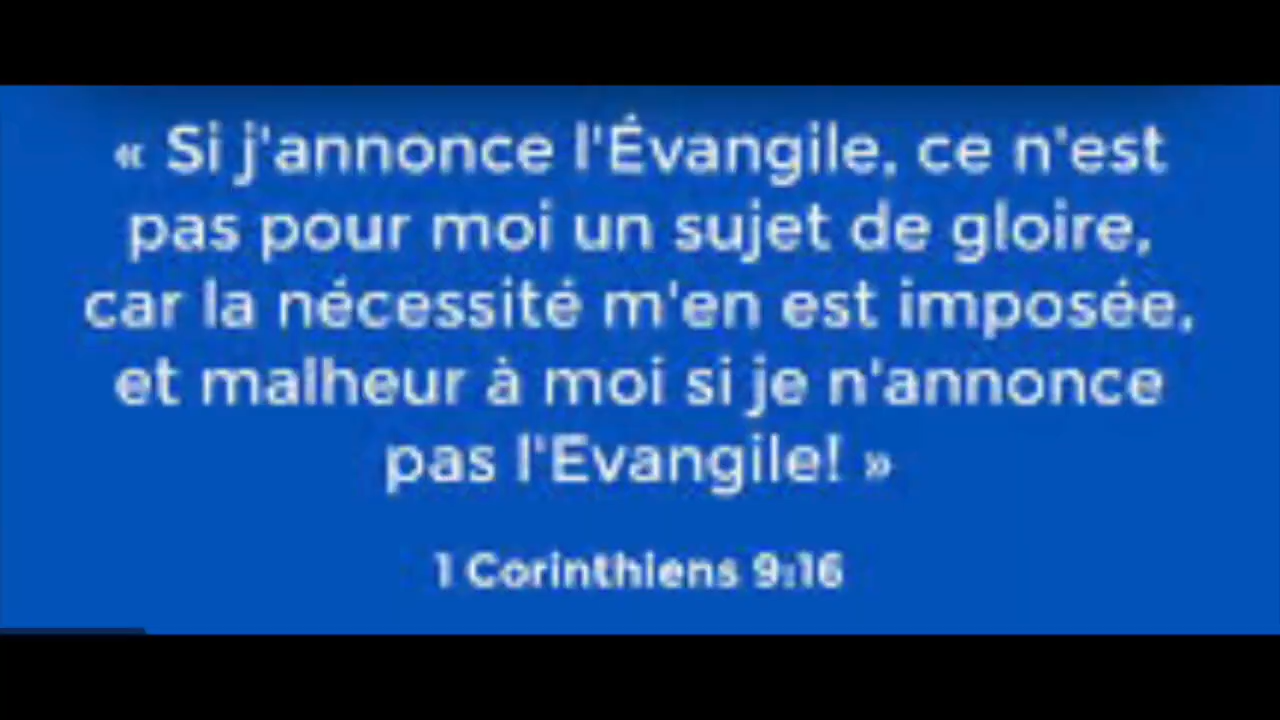 « Si j'annonce l'Évangile, ce n'est
pas pour moi un sujet de gloire,
car la nécessité m'en est imposée,
et malheur à moi si je n'annonce
pas l'Evangile! »
1 Corinthiens 9:16